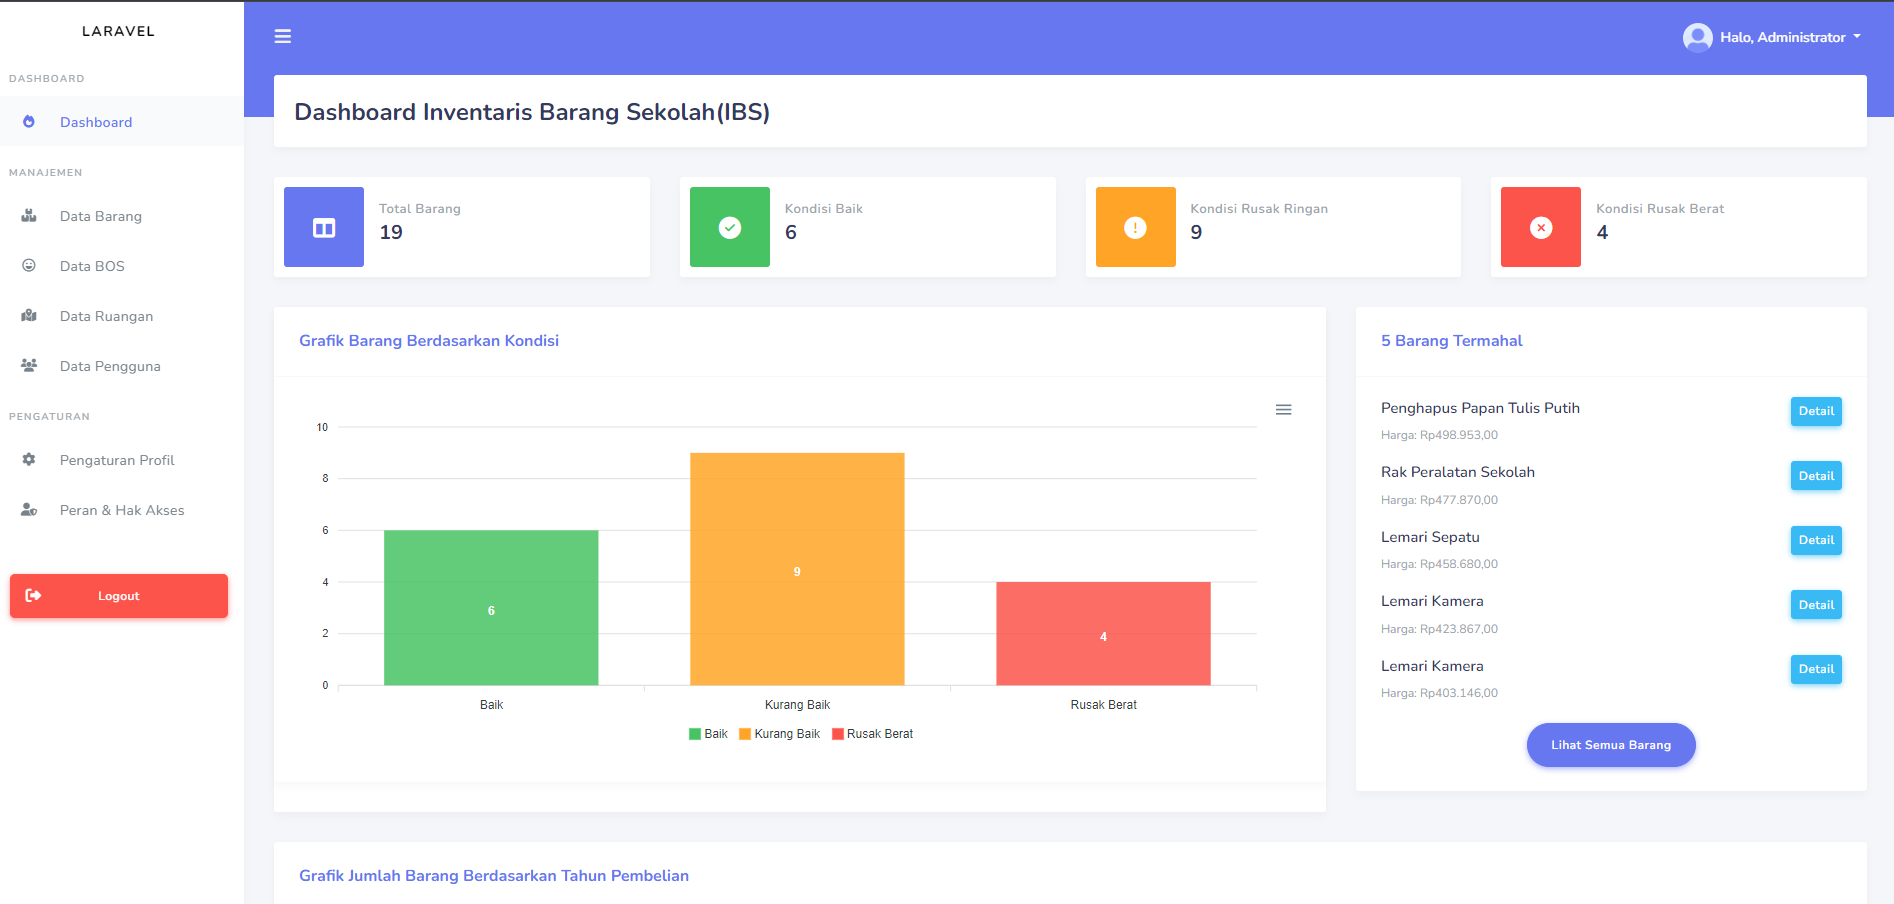 LARAVEL
DASHBOARD
Dashboard
MANAJEMEN
Data Barang
Data BOS
Data Ruangan
Data Pengguna
PENGATURAN
Pengaturan Profil
Peran & Hak Akses
Logout
Halo, Administrator
Dashboard Inventaris Barang Sekolah(IBS)
Total Barang
19
Kondisi Baik
6
Kondisi Rusak Ringan
9
Kondisi Rusak Berat
4
Grafik Barang Berdasarkan Kondisi
10
8
6
4
2
0
6
9
4
Baik
Kurang Baik
Rusak Berat
Baik
Kurang Baik
Rusak Berat
5 Barang Termahal
Penghapus Papan Tulis Putih
Detail
Harga: Rp498.953,00
Rak Peralatan Sekolah
Detail
Harga: Rp477.870,00
Lemari Sepatu
Detail
Harga: Rp458.680,00
Lemari Kamera
Detail
Harga: Rp423.867,00
Lemari Kamera
Detail
Harga: Rp403.146,00
Lihat Semua Barang
Grafik Jumlah Barang Berdasarkan Tahun Pembelian